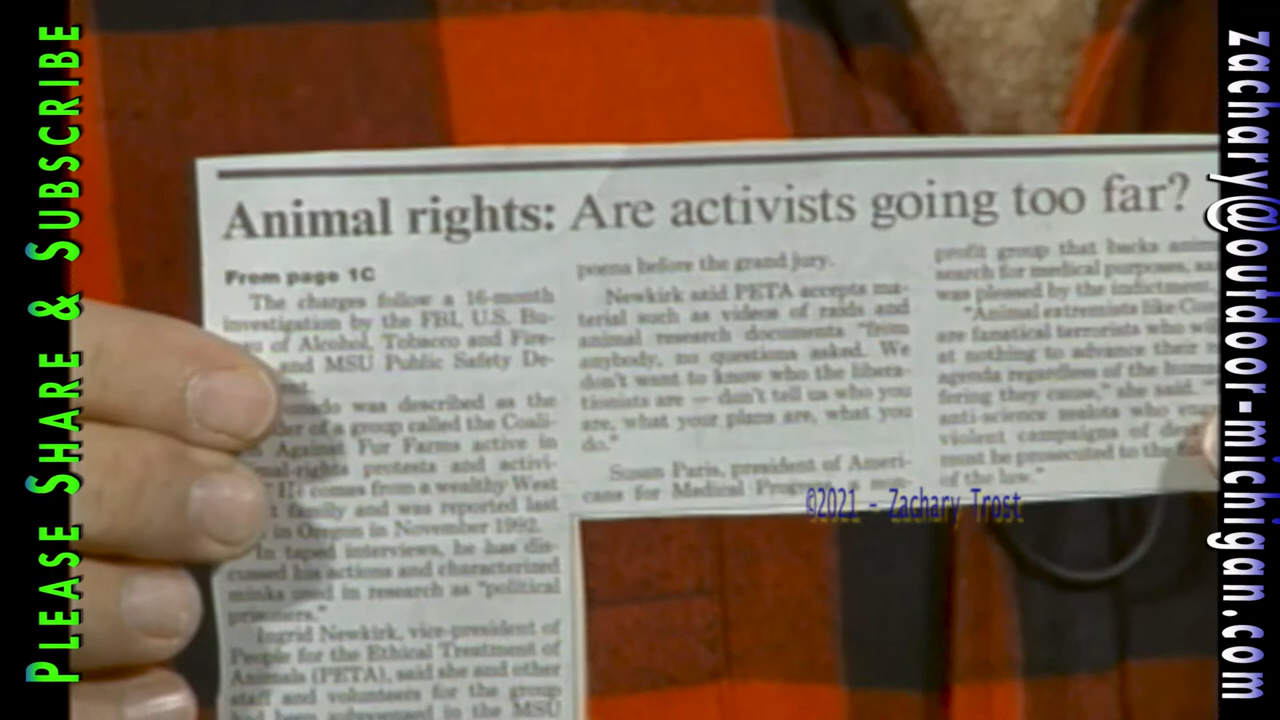 PLEASE SHARE & SUBSCRIBE
Animal rights: Are activists going too far?
From page 1C
The charges follow a 16-month
investigation by the FBI, U.S. Bu-
of Alcohol, Tobacco and Fire-
and MSU Public Safety De-
was described as the
of a group called the Coali-
Against Fur Farms active in
protests and activi-
He comes from a wealthy West
family and was reported last
in Oregon in November 1992.
In taped interviews, he has dis-
cussed his actions and characterized
minks used in research as "political
prisoners."
Ingrid Newkirk, vice-president of
People for the Ethical Treatment of
Animals (PETA), said she and other
staff and volunteers for the group
had been subpoenaed in the MSU
poena before the grand jury.
Newkirk said PETA accepts ma-
terial such as videos of raids and
animal research documents "from
anybody, no questions asked. We
don't want to know who the libera-
tionists are — don't tell us who you
are, what your plans are, what you
do."
Susan Paris, president of Ameri-
cans for Medical Progress, a
profit group that backs
search for medical purposes,
was pleased by the indictment.
"Animal extremists like
are fanatical terrorists who
at nothing to advance their
agenda regardless of the
fering they cause," she said.
anti-science zealots who
violent campaigns of
must be prosecuted to the
of the law."
©2021 - Zachary Trost
zachary@outdoor-michigan.com